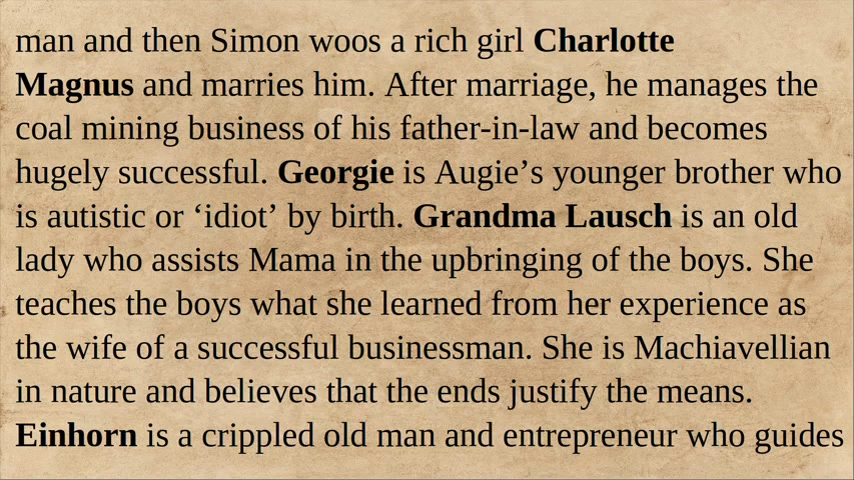 man and then Simon woos a rich girl Charlotte
Magnus and marries him. After marriage, he manages the
coal mining business of his father-in-law and becomes
hugely successful. Georgie is Augie’s younger brother who
is autistic or ‘idiot’ by birth. Grandma Lausch is an old
lady who assists Mama in the upbringing of the boys. She
teaches the boys what she learned from her experience as
the wife of a successful businessman. She is Machiavellian
in nature and believes that the ends justify the means.
Einhorn is a crippled old man and entrepreneur who guides